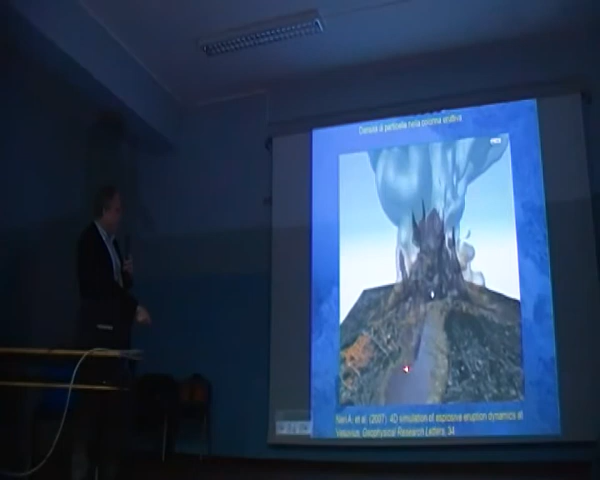 Densità di particelle nella colonna eruttiva
Neri A. et al. (2007) 4D simulation of explosive eruption dynamics at
Vesuvius, Geophysical Research Letters, 34